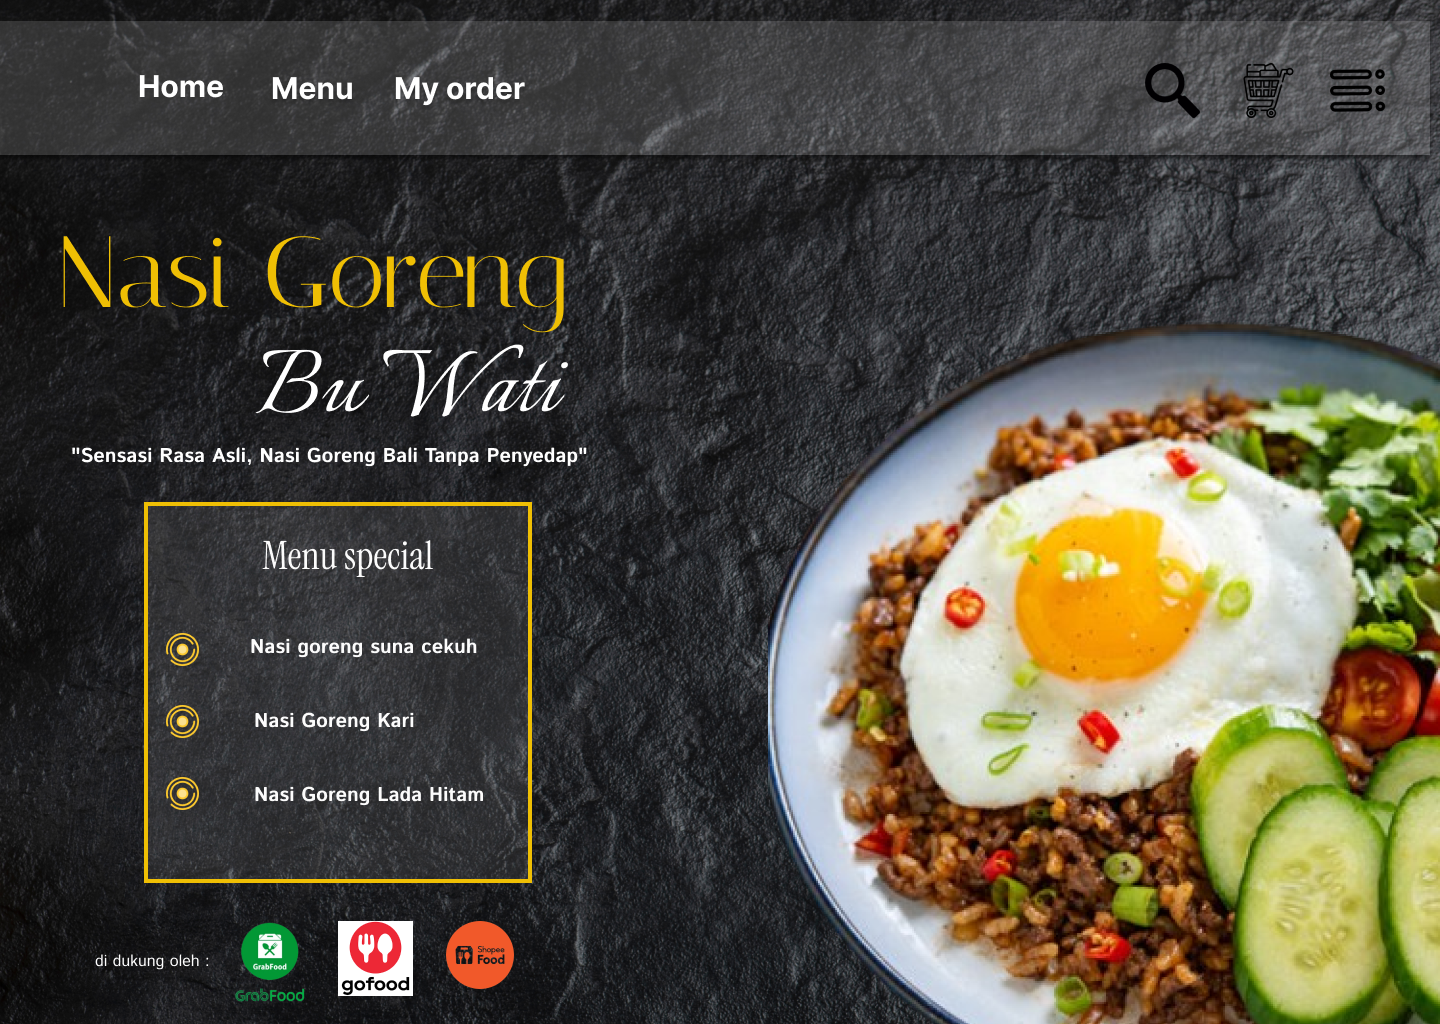 Home Menu My order
Nasi Goreng
Bu Wati
"Sensasi Rasa Asli, Nasi Goreng Bali Tanpa Penyedap"
Menu special
Nasi goreng suna cekuh
Nasi Goreng Kari
Nasi Goreng Lada Hitam
di dukung oleh :
GrabFood
GrabFood
gofood
Shopee
Food